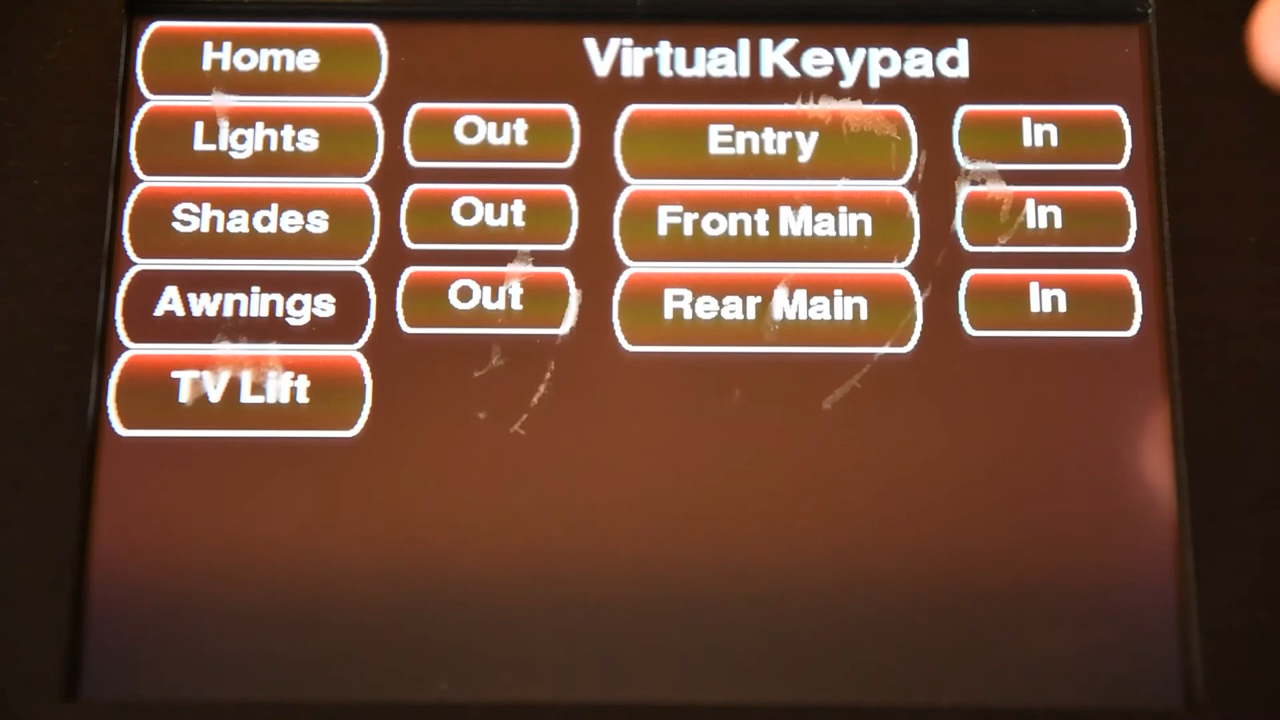 Home
Virtual Keypad
Lights
Out
Entry
In
Shades
Out
Front Main
In
Awnings
Out
Rear Main
In
TV Lift